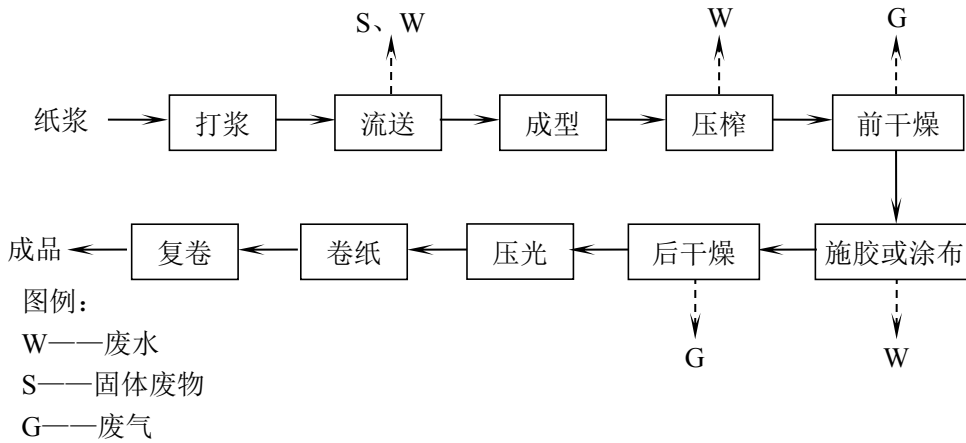 S、W
W
G
纸浆
打浆
流送
成型
压榨
前干燥
成品
复卷
卷纸
压光
后干燥
施胶或涂布
G
W
图例：
W——废水
S——固体废物
G——废气